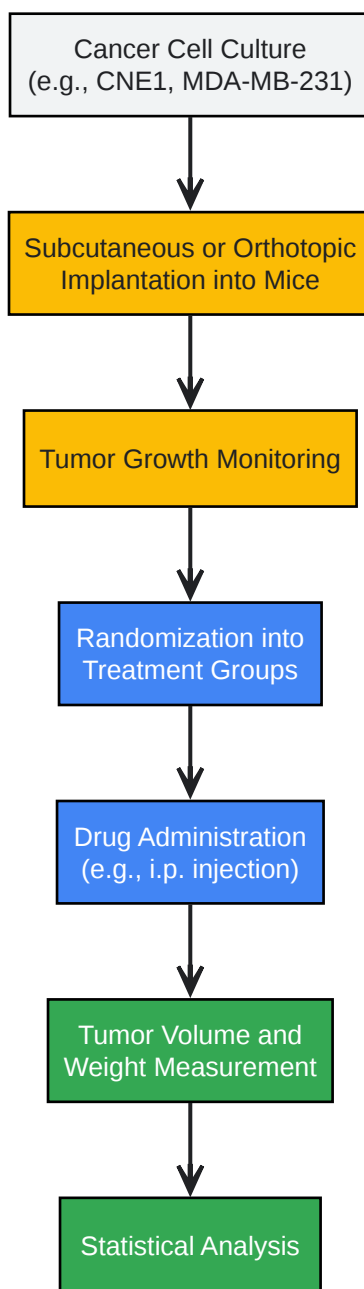 Cancer Cell Culture
(e.g., CNE1, MDA-MB-231)
Subcutaneous or Orthotopic
Implantation into Mice
Tumor Growth Monitoring
Randomization into
Treatment Groups
Drug Administration
(e.g., i.p. injection)
Tumor Volume and
Weight Measurement
Statistical Analysis